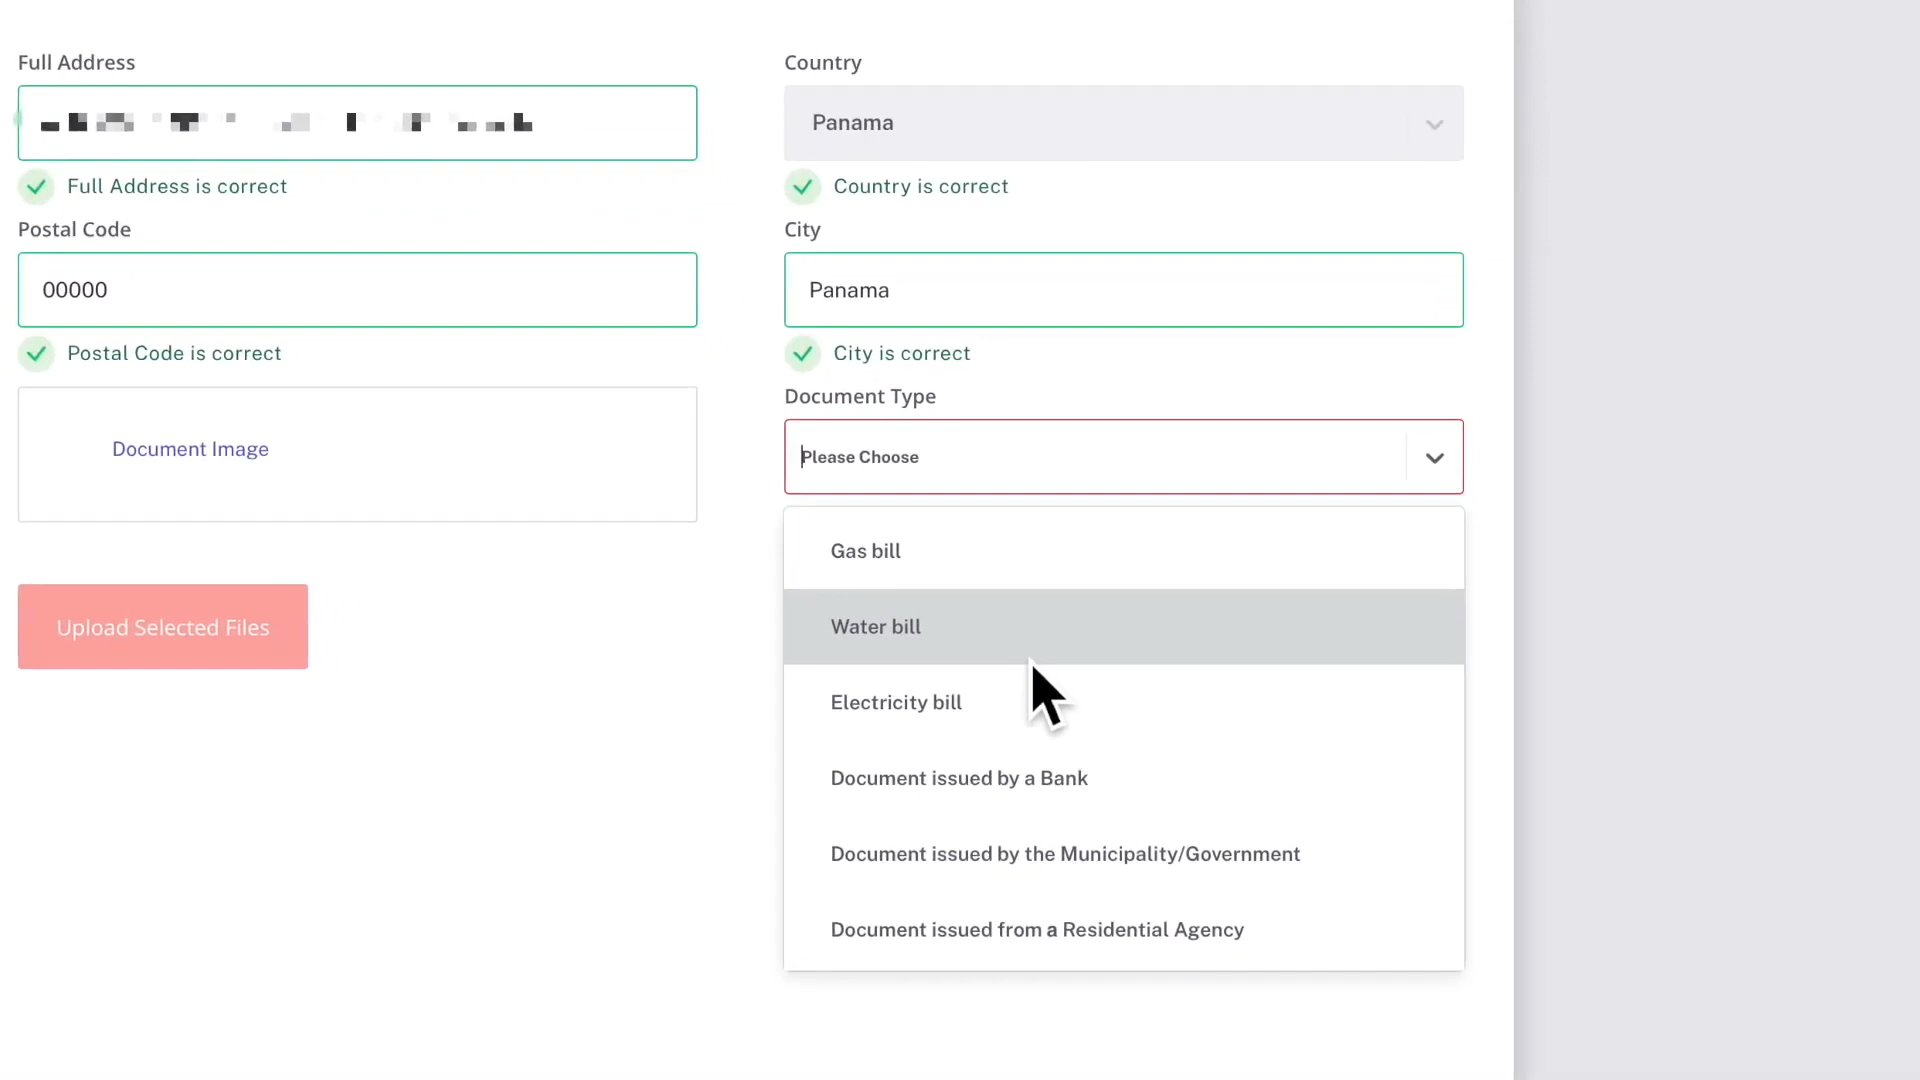 Full Address
Country
Panama
Full Address is correct
Country is correct
Postal Code
City
00000
Panama
Postal Code is correct
City is correct
Document Type
Document Image
Please Choose
Gas bill
Upload Selected Files
Water bill
Electricity bill
Document issued by a Bank
Document issued by the Municipality/Government
Document issued from a Residential Agency